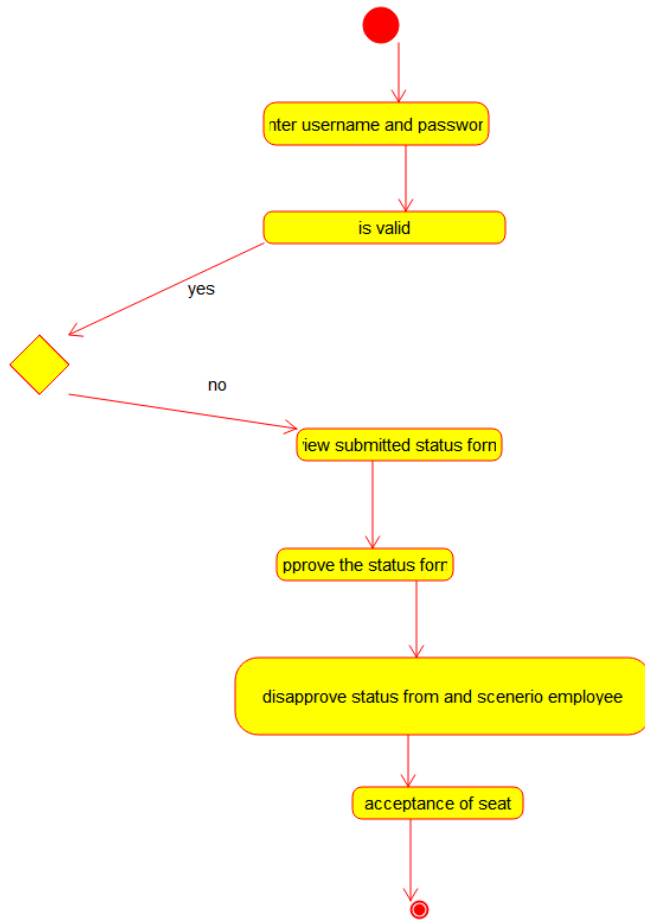 nter username and passwor
is valid
yes
no
iew submitted status forn
pprove the status forr
disapprove status from and scenerio employee
acceptance of seat